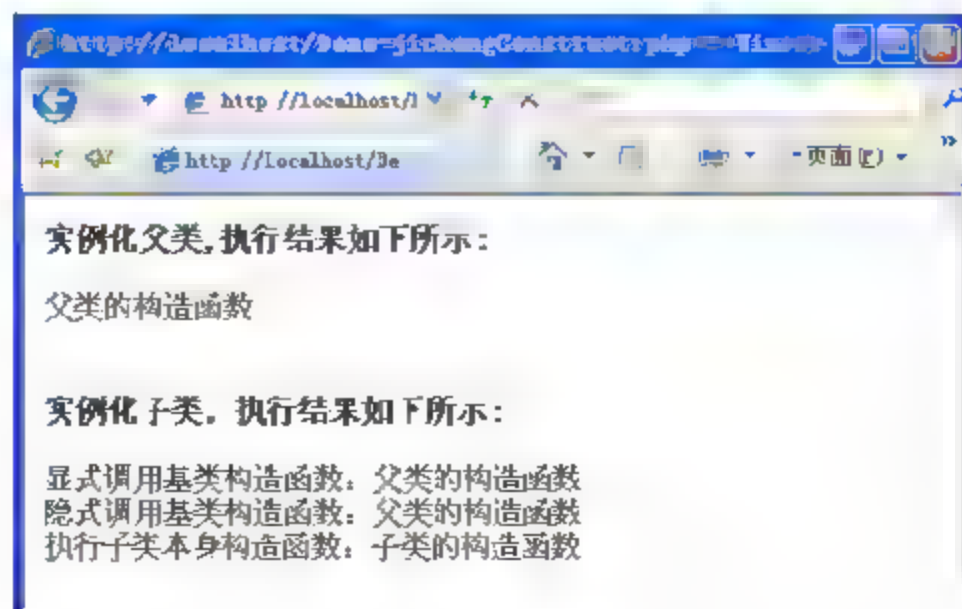 http //localhost/
http //localhost/De
页面(P)
实例化父类,执行结果如下所示:
父类的构造函数
实例化子类，执行结果如下所示:
显式调用基类构造函数：父类的构造函数
隐式调用基类构造函数：父类的构造函数
执行子类本身构造函数：子类的构造函数